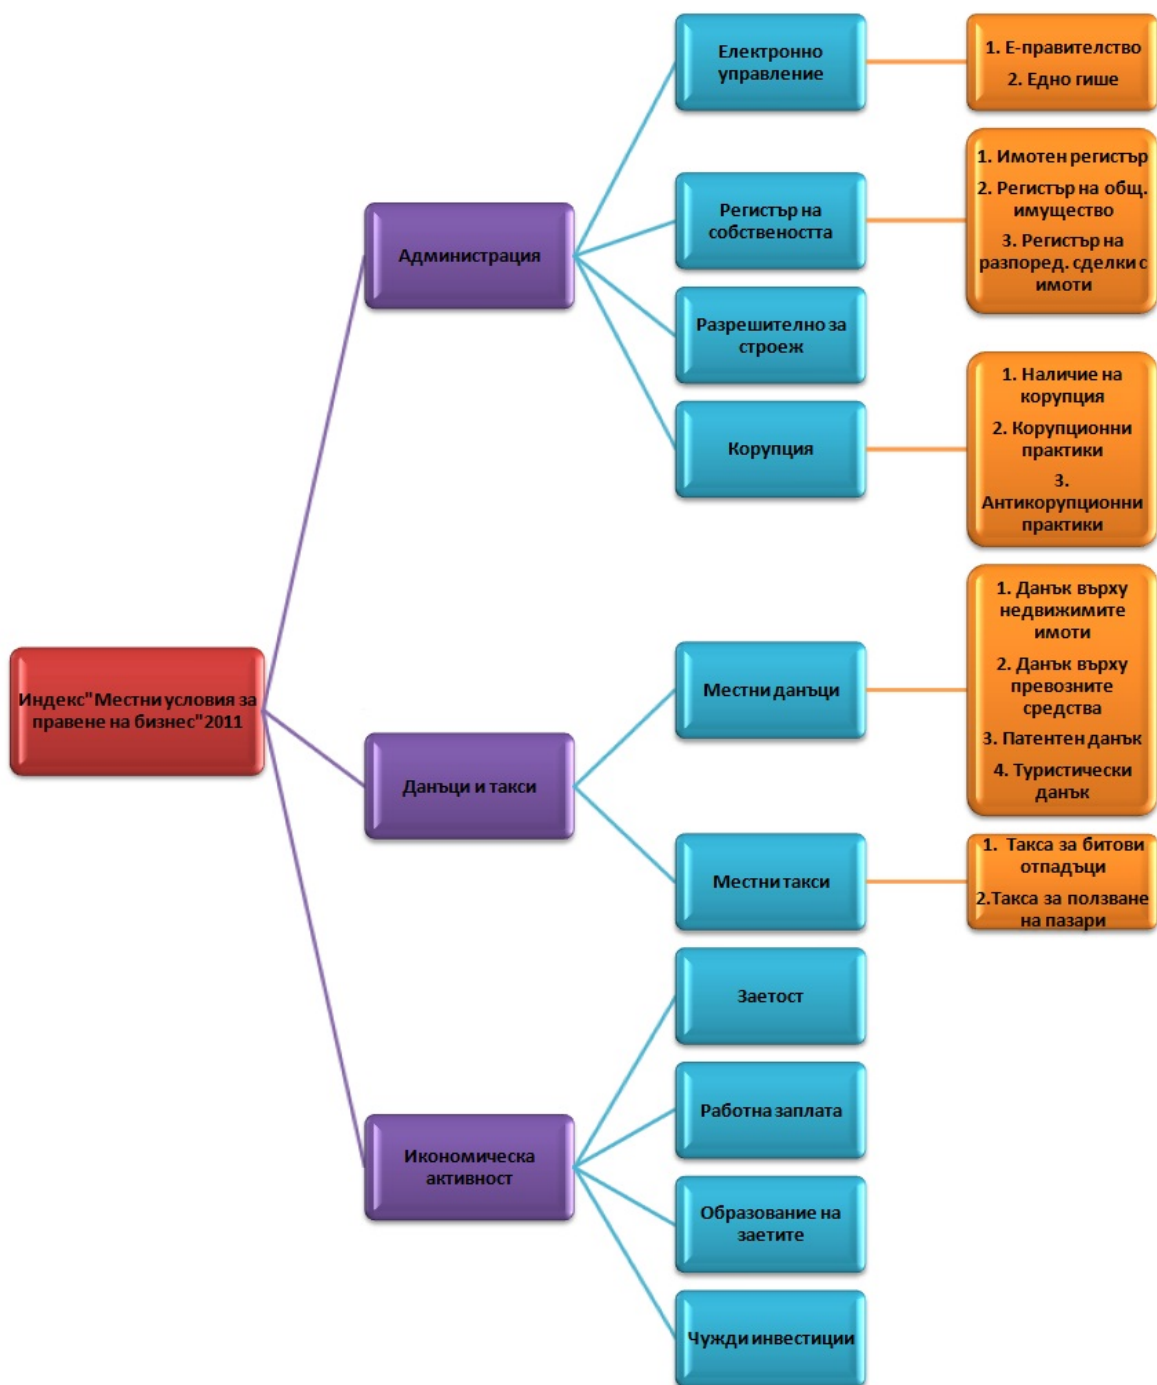 Електронно
управление
1. Е-правителство
2. Едно гише
Регистър на
собствеността
1. Имотен регистър
2. Регистър на общ.
имущество
3. Регистър на
разпоред. сделки с
имоти
Администрация
Разрешително за
строеж
Корупция
1. Наличие на
корупция
2. Корупционни
практики
3.
Антикорупционни
практики
Индекс"Местни условия за
правене на бизнес"2011
Данъци и такси
Местни данъци
1. Данък върху
недвижимите
имоти
2. Данък върху
превозните
средства
3. Патентен данък
4. Туристически
данък
Местни такси
1. Такса за битови
отпадъци
2.Такса за ползване
на пазари
Икономическа
активност
Заетост
Работна заплата
Образование на
заетите
Чужди инвестиции